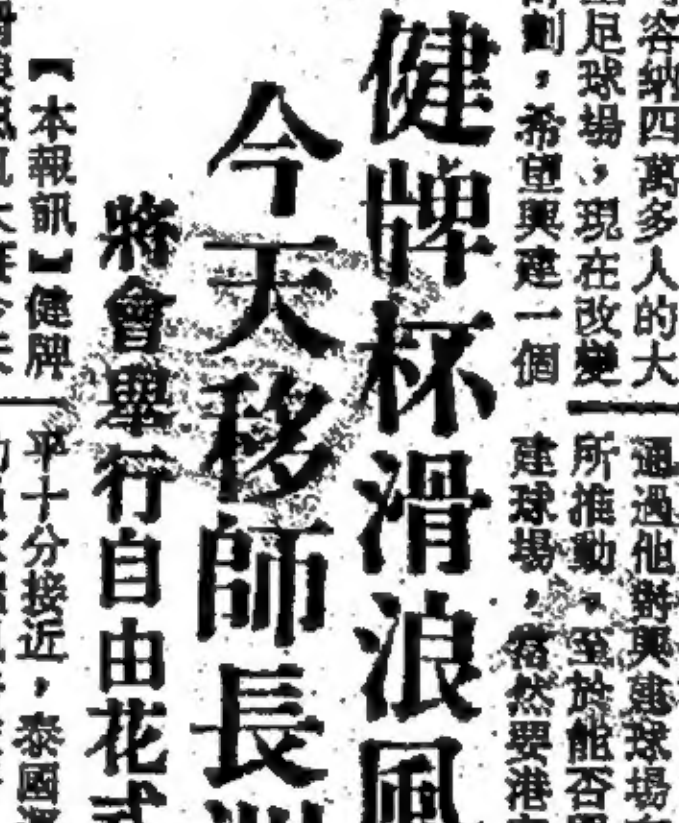 容納四萬多人的大
足球場，現在改變
劃，希望興建一個
通過他對興建球場
所推動，至於能否
建球場，當然要港
健牌杯滑浪風
今天移師長
將會舉行自由花式
【本報訊】健牌
平十分接近，泰國